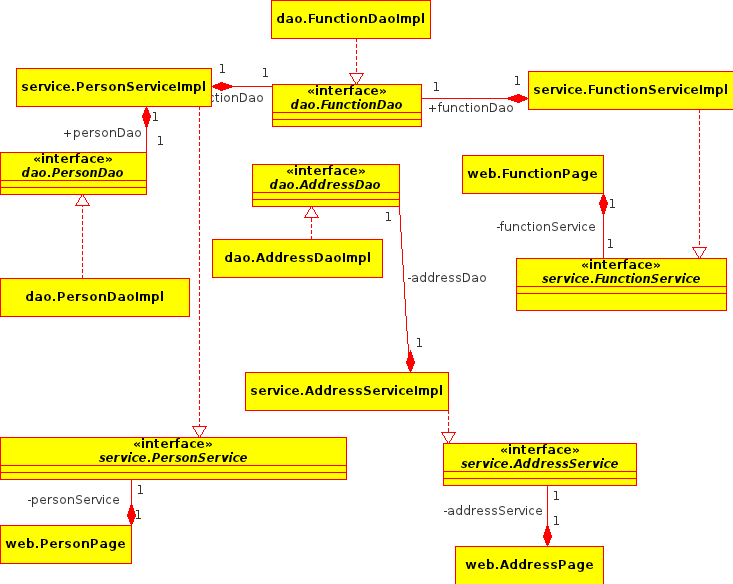 dao.FunctionDaoImpl
service.PersonServiceImpl
1
1
ctionDao
«interface»
dao.FunctionDao
1
+functionDao
1
service.FunctionServiceImpl
1
+personDao
1
«interface»
dao.PersonDao
«interface»
dao.AddressDao
1
web.FunctionPage
1
-functionService
1
dao.AddressDaoImpl
«interface»
service.FunctionService
dao.PersonDaoImpl
-addressDao
1
service.AddressServiceImpl
«interface»
service.PersonService
«interface»
service.AddressService
1
-personService
1
web.PersonPage
1
-addressService
1
web.AddressPage